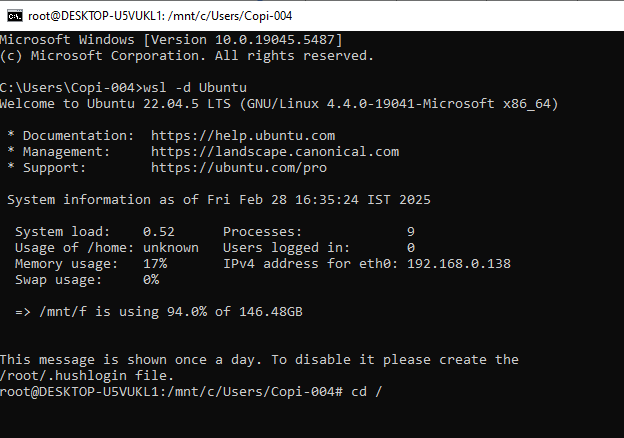 root@DESKTOP-U5VUKL1: /mnt/c/Users/Copi-004
Microsoft Windows [Version 10.0.19045.5487]
(c) Microsoft Corporation. All rights reserved.
C:\Users\Copi-004>wsl -d Ubuntu
Welcome to Ubuntu 22.04.5 LTS (GNU/Linux 4.4.0-19041-Microsoft x86_64)
* Documentation:  https://help.ubuntu.com
* Management:     https://landscape.canonical.com
* Support:        https://ubuntu.com/pro
System information as of Fri Feb 28 16:35:24 IST 2025
System load:    0.52      Processes:             9
Usage of /home: unknown   Users logged in:       0
Memory usage:   17%       IPv4 address for eth0: 192.168.0.138
Swap usage:     0%
=> /mnt/f is using 94.0% of 146.48GB
This message is shown once a day. To disable it please create the
/root/.hushlogin file.
root@DESKTOP-U5VUKL1:/mnt/c/Users/Copi-004# cd /